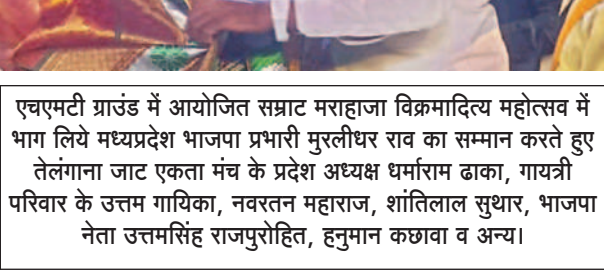 एचएमटी ग्राउंड में आयोजित सम्राट मराहाजा विक्रमादित्य महोत्सव में
भाग लिये मध्यप्रदेश भाजपा प्रभारी मुरलीधर राव का सम्मान करते हुए
तेलंगाना जाट एकता मंच के प्रदेश अध्यक्ष धर्माराम ढाका, गायत्री
परिवार के उत्तम गायिका, नवरतन महाराज, शांतिलाल सुथार, भाजपा
नेता उत्तमसिंह राजपुरोहित, हनुमान कछावा व अन्य।